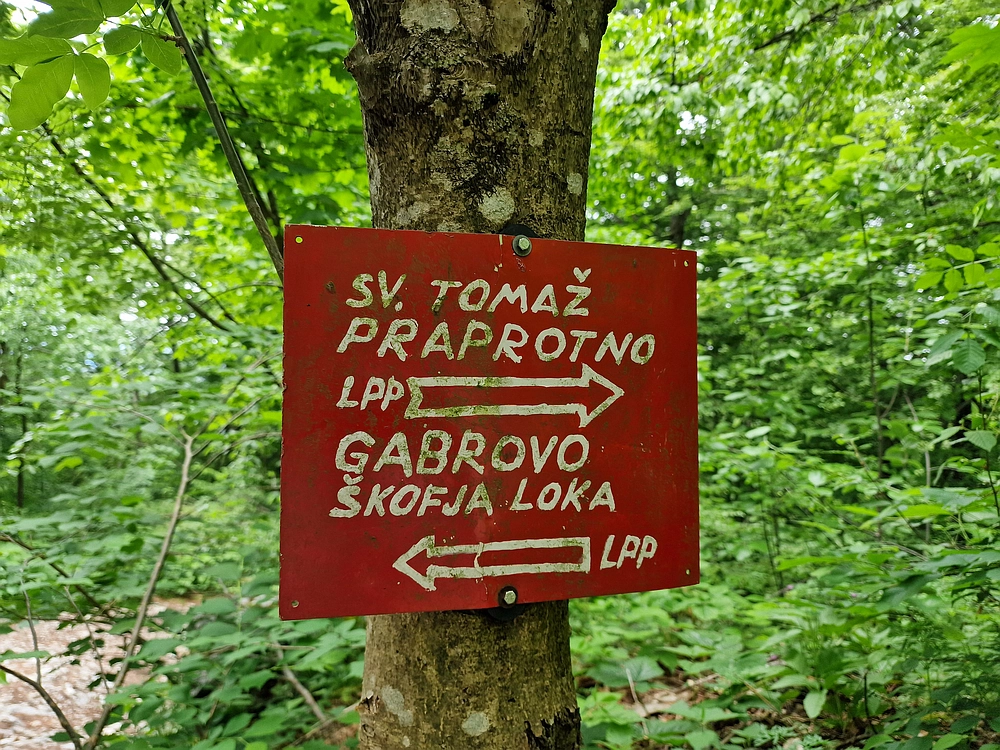 SV. TOMAŽ
PRAPROTNO
LPP
GABROVO
ŠKOFJA LOKA
LPP